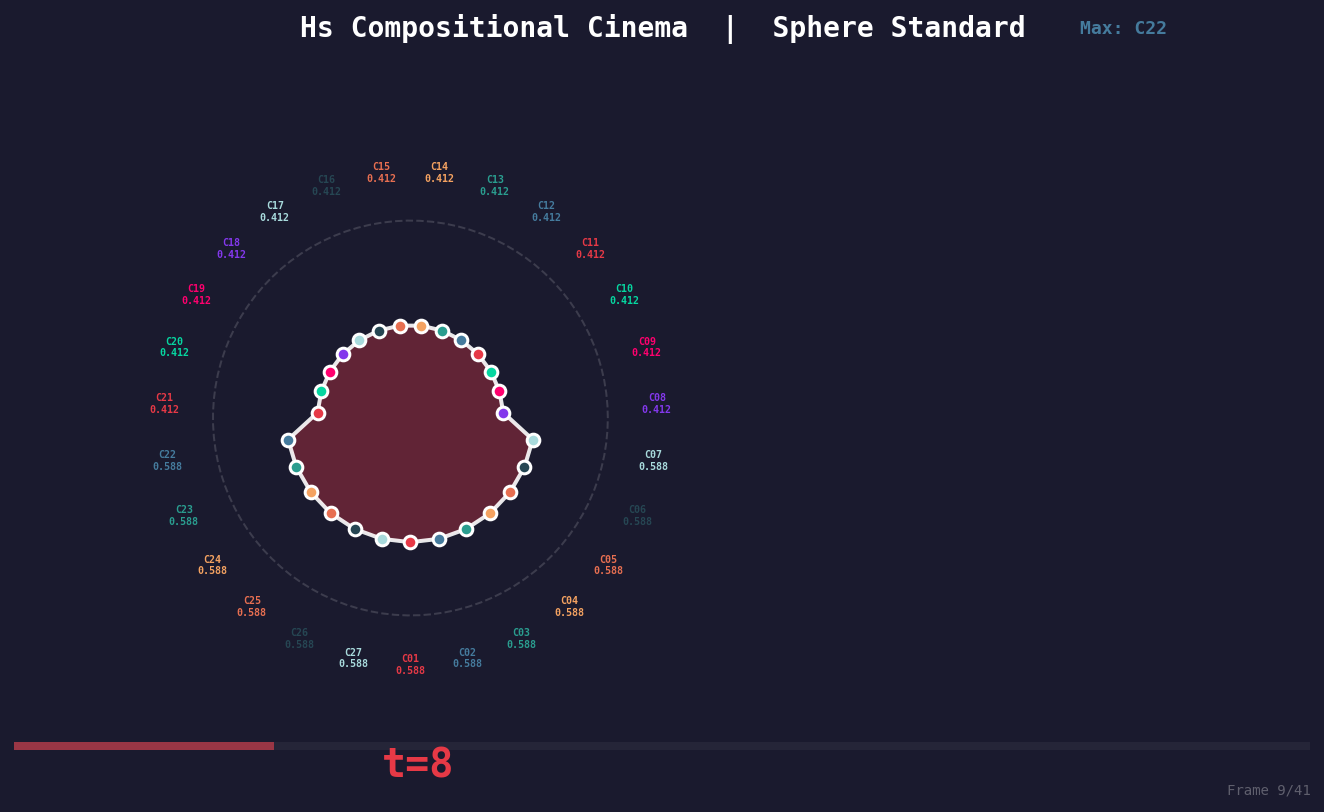 Hs Compositional Cinema | Sphere Standard
Max: C22
C15
0.412
C14
0.412
C16
0.412
C13
0.412
C17
0.412
C12
0.412
C18
0.412
C11
0.412
C19
0.412
C10
0.412
C20
0.412
C09
0.412
C21
0.412
C08
0.412
C22
0.588
C07
0.588
C23
0.588
C06
0.588
C24
0.588
C05
0.588
C25
0.588
C04
0.588
C26
0.588
C03
0.588
C27
0.588
C01
0.588
C02
0.588
t=8
Frame 9/41